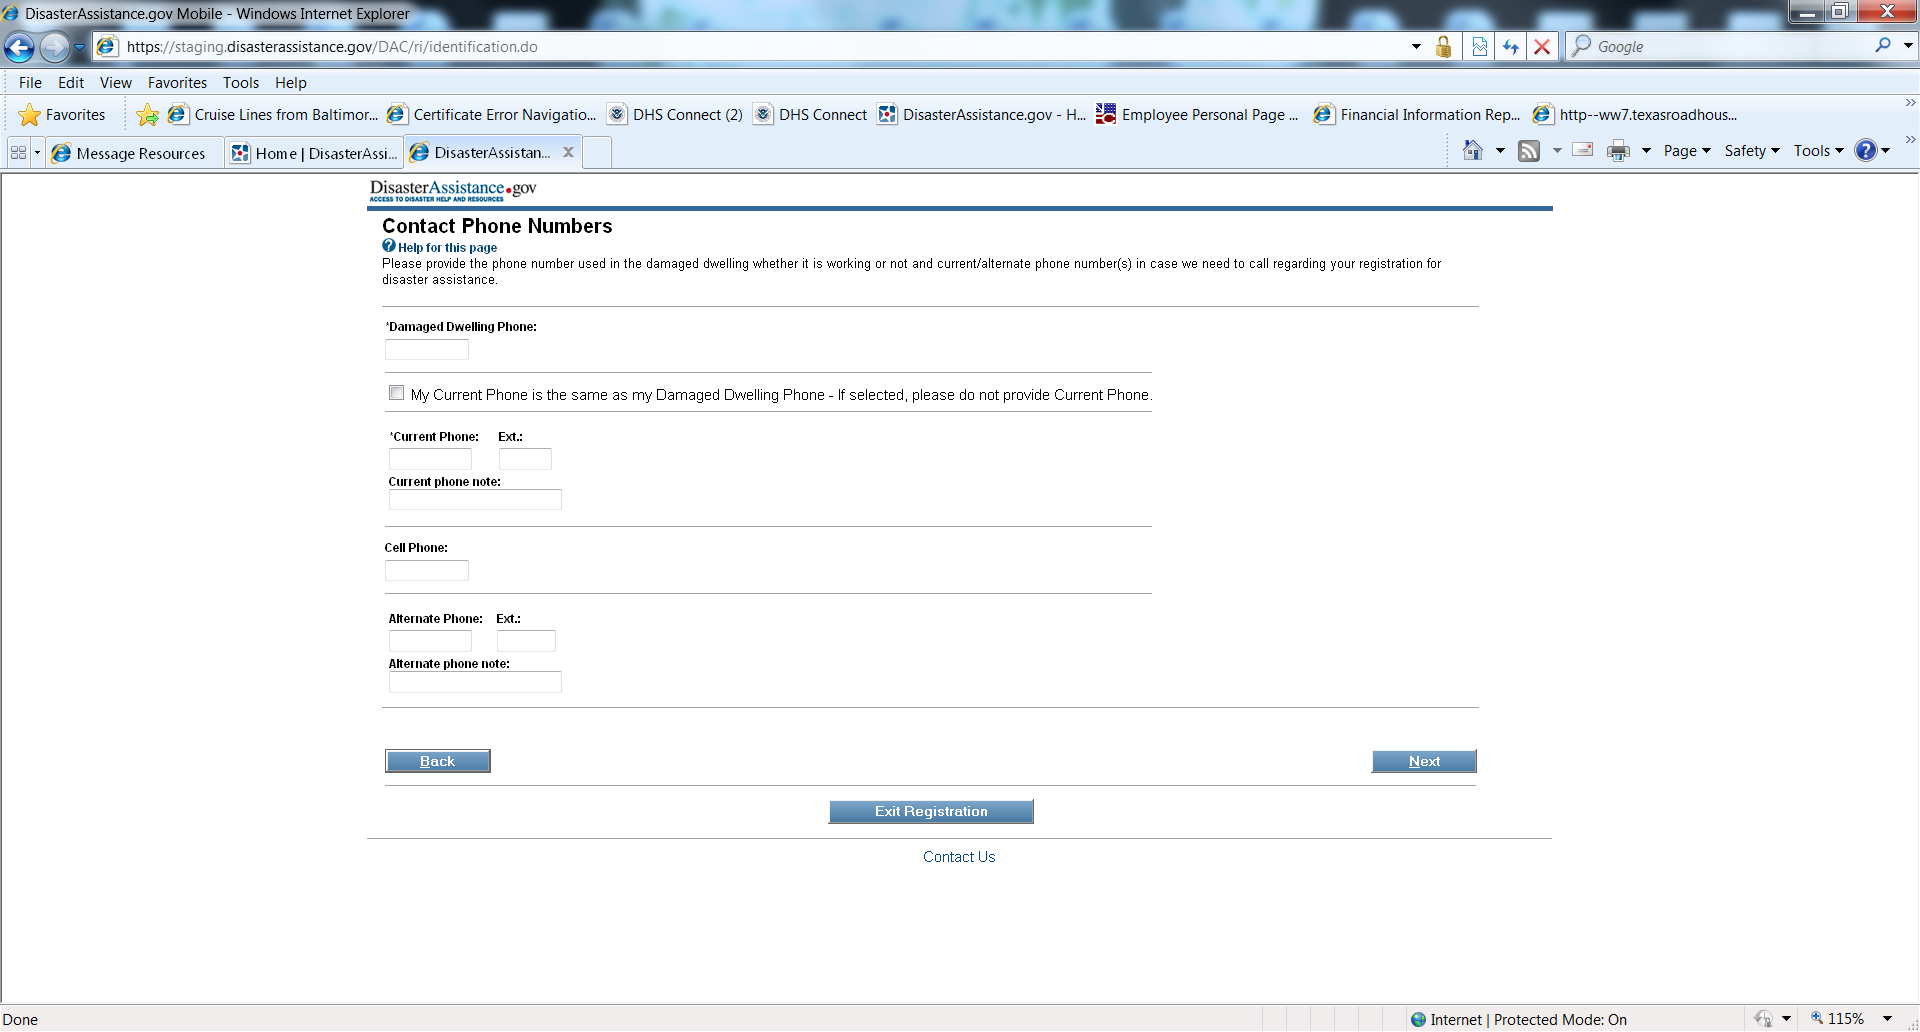 DisasterAssistance.gov Mobile - Windows Internet Explorer
https://staging.disasterassistance.gov/DAC/ri/identification.do
Google
File Edit View Favorites Tools Help
Favorites Cruise Lines from Baltimor... Certificate Error Navigatio... DHS Connect (2) DHS Connect DisasterAssistance.gov - H... Employee Personal Page ... Financial Information Rep... http--ww7.texasroadhous...
Message Resources Home | DisasterAssi... DisasterAssistan... Page Safety Tools
DisasterAssistance.gov
ACCESS TO DISASTER HELP AND RESOURCES
Contact Phone Numbers
Help for this page
Please provide the phone number used in the damaged dwelling whether it is working or not and current/alternate phone number(s) in case we need to call regarding your registration for
disaster assistance.
*Damaged Dwelling Phone:
My Current Phone is the same as my Damaged Dwelling Phone - If selected, please do not provide Current Phone.
*Current Phone: Ext.:
Current phone note:
Cell Phone:
Alternate Phone: Ext.:
Alternate phone note:
Back Next
Exit Registration
Contact Us
Done Internet | Protected Mode: On 115%